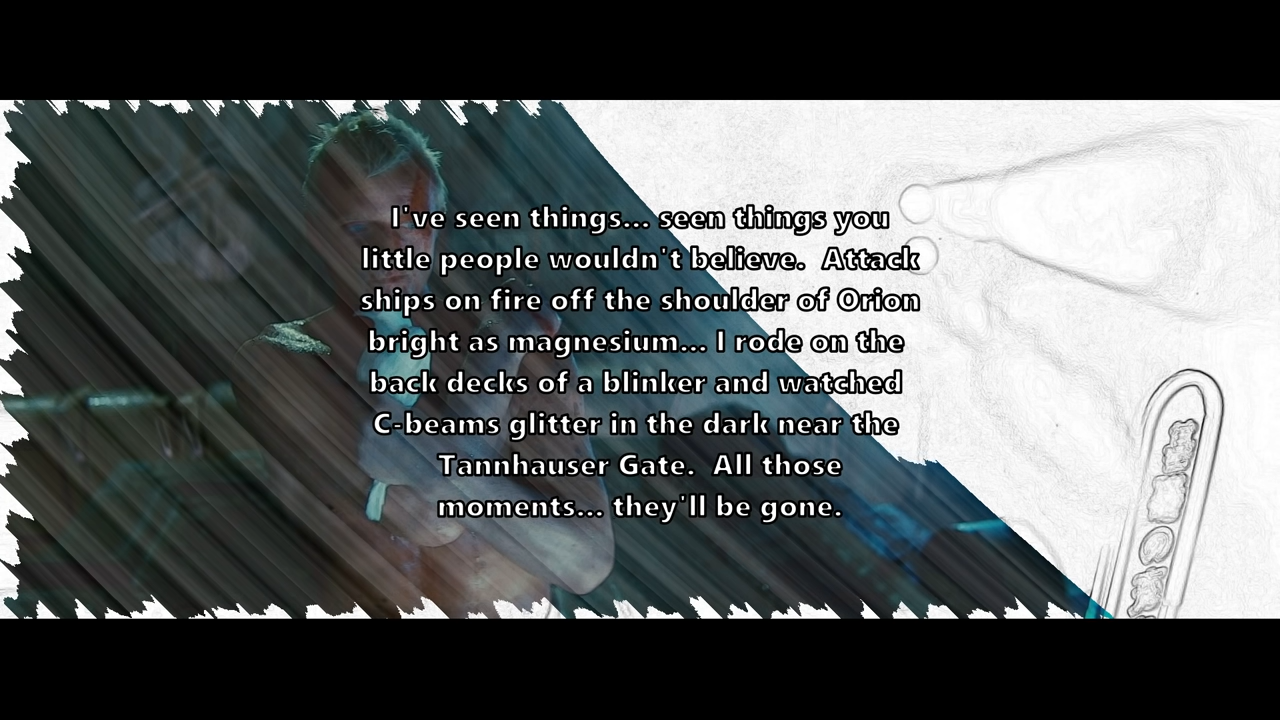 I've seen things... seen things you
little people wouldn't believe.  Attack
ships on fire off the shoulder of Orion
bright as magnesium... I rode on the
back decks of a blinker and watched
C-beams glitter in the dark near the
Tannhauser Gate.  All those
moments... they'll be gone.